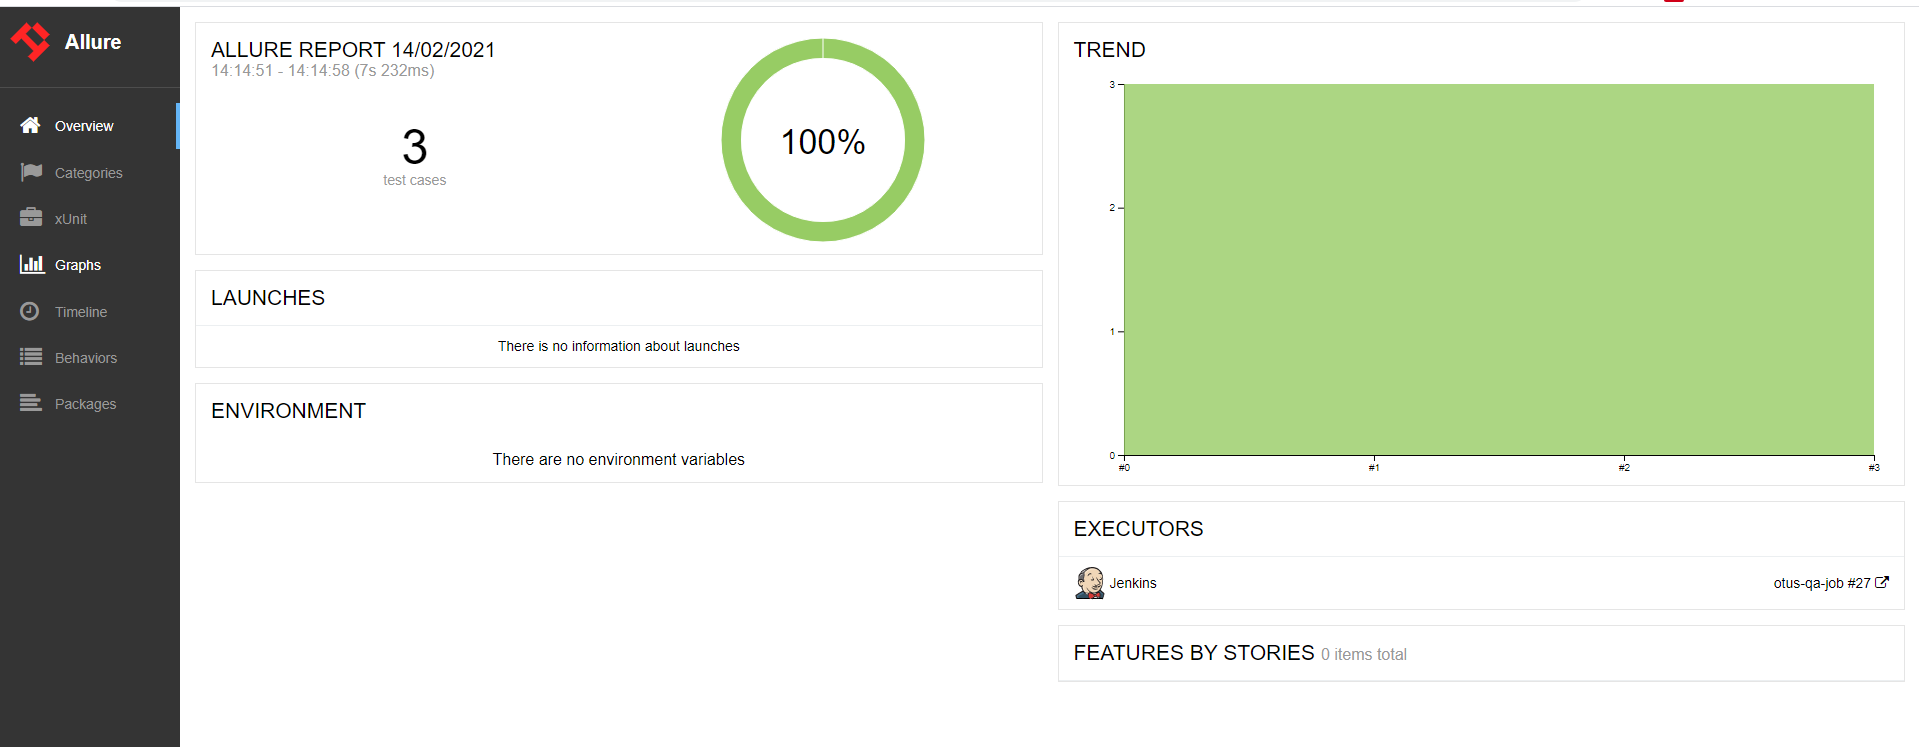 Allure
Overview
Categories
xUnit
Graphs
Timeline
Behaviors
Packages
ALLURE REPORT 14/02/2021
14:14:51 - 14:14:58 (7s 232ms)
3
test cases
100%
LAUNCHES
There is no information about launches
ENVIRONMENT
There are no environment variables
TREND
3
2
1
0
#0 #1 #2 #3
EXECUTORS
Jenkins otus-qa-job #27
FEATURES BY STORIES 0 items total